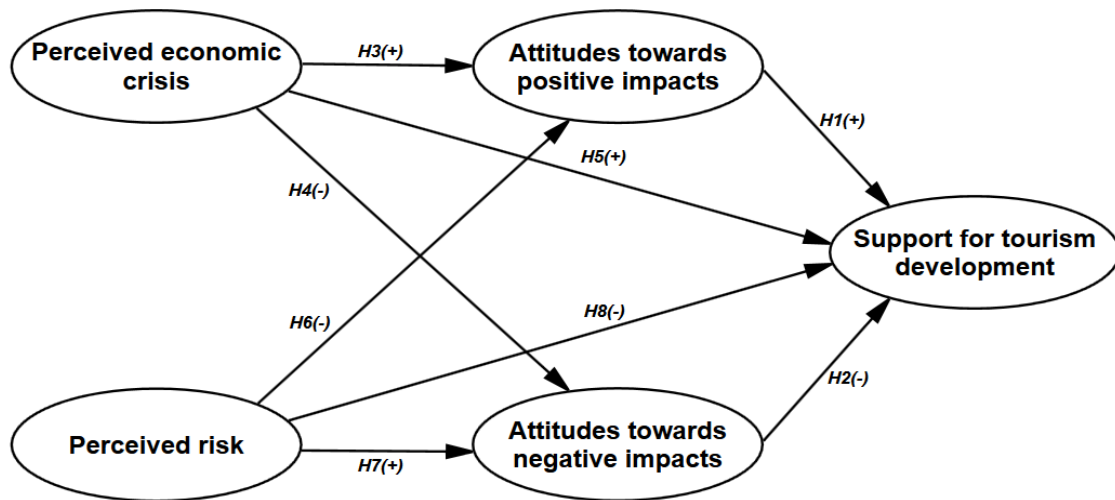 Perceived economic
crisis
H3(+)
Attitudes towards
positive impacts
H1(+)
H5(+)
H4(-)
Support for tourism
development
H6(-)
H8(-)
H2(-)
Perceived risk
H7(+)
Attitudes towards
negative impacts